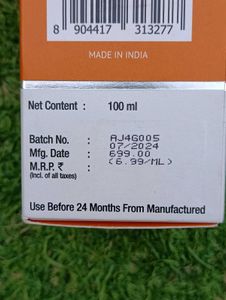 8 904417 313277
MADE IN INDIA
Net Content : 100 ml
Batch No. : AJ4G005
Mfg. Date : 07/2024
M.R.P. ₹ : 699.00
(Incl. of all taxes) (6.99/ML)
Use Before 24 Months From Manufactured